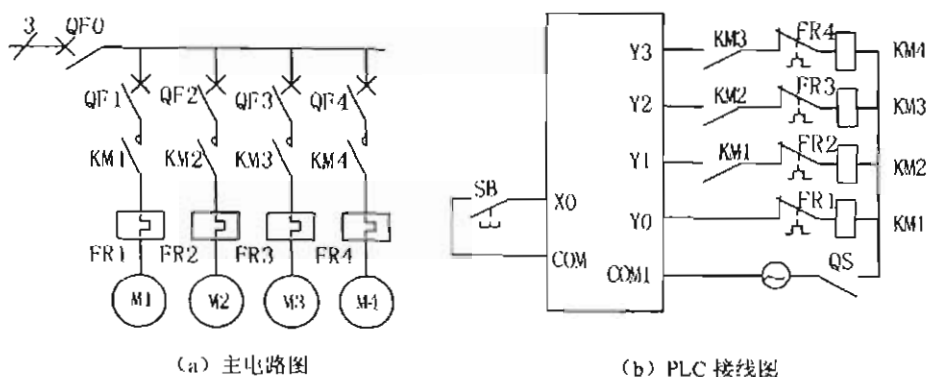 3 QF0
QF1 QF2 QF3 QF4
KM1 KM2 KM3 KM4
FR1 FR2 FR3 FR4
M1 M2 M3 M4
(a) 主电路图
Y3 KM3 FR4 KM4
Y2 KM2 FR3 KM3
Y1 KM1 FR2 KM2
SB X0
Y0 FR1 KM1
COM
COM1 QS
(b) PLC 接线图